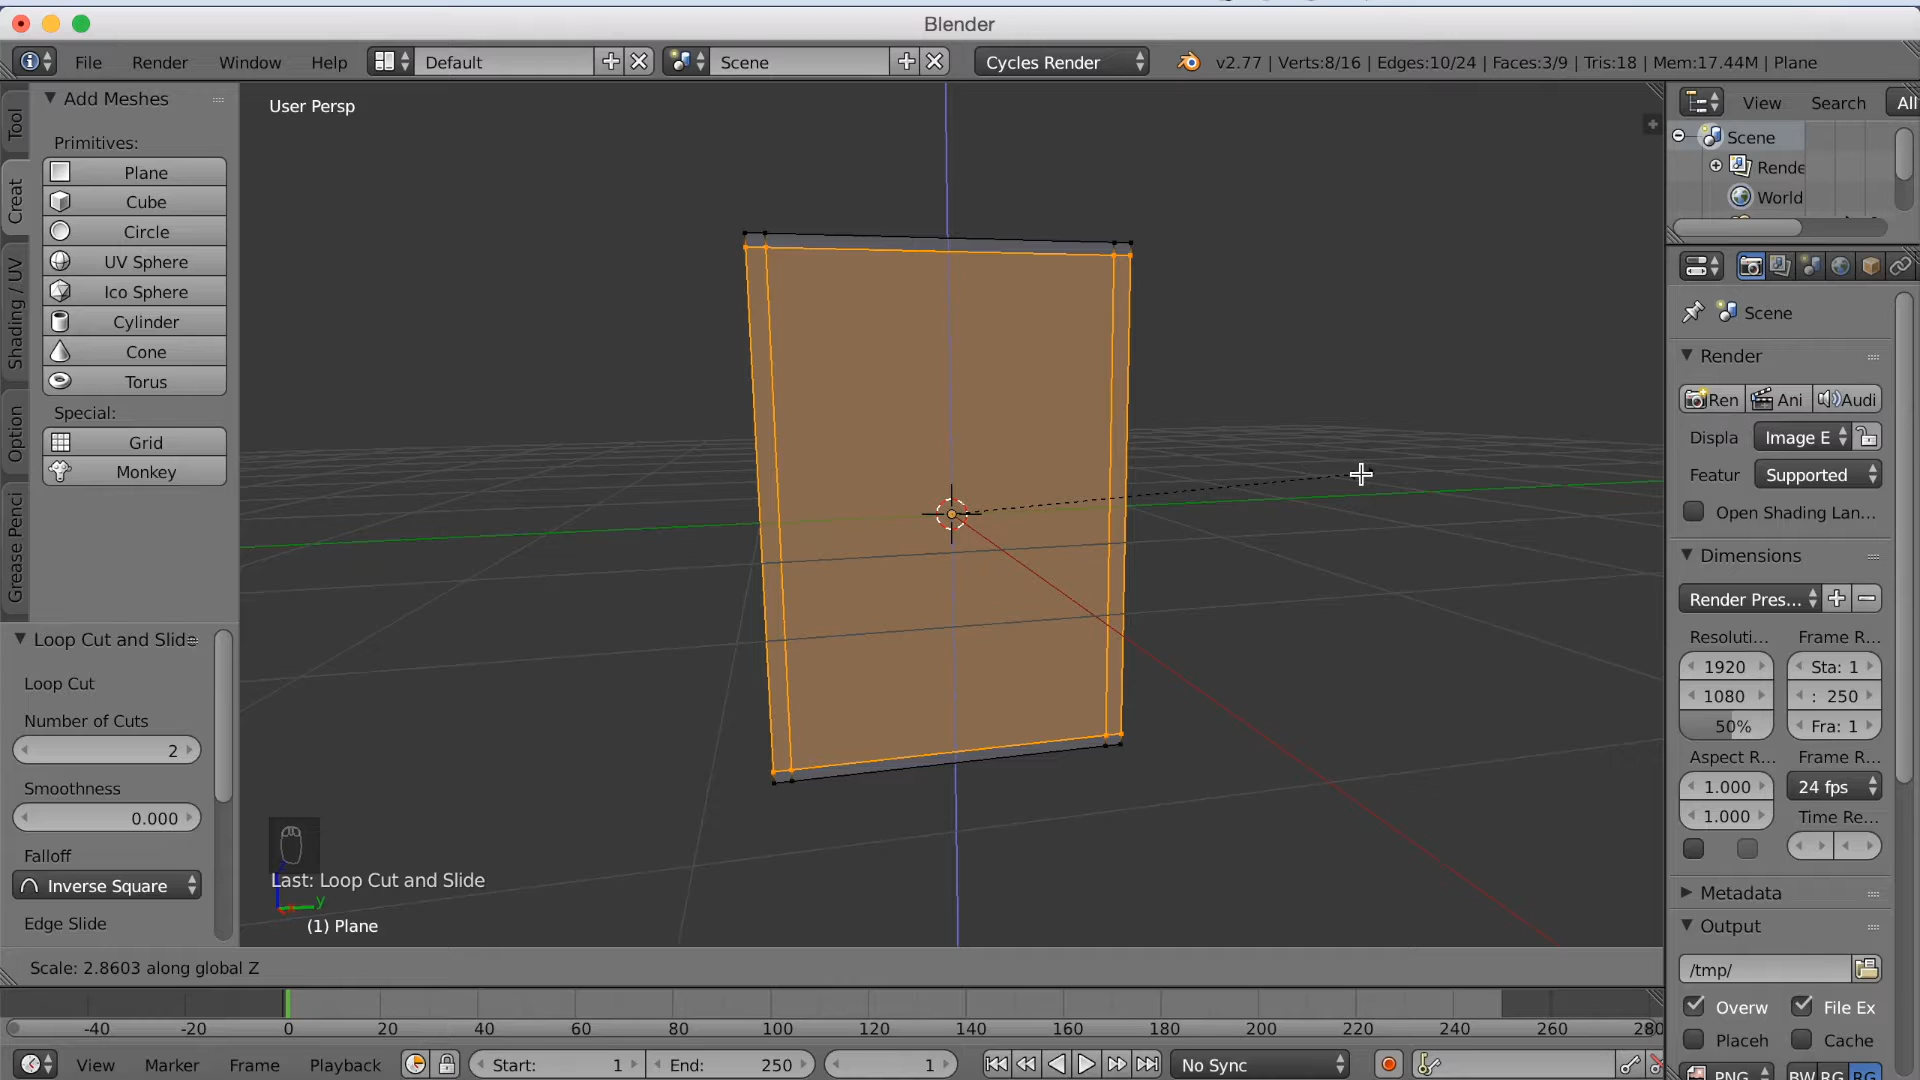 Blender
File Render Window Help Default Scene Cycles Render v2.77 | Verts:8/16 | Edges:10/24 | Faces:3/9 | Tris:18 | Mem:17.44M | Plane
Tool
Creat
Shading / UV
Option
Grease Penci
Add Meshes
Primitives:
Plane
Cube
Circle
UV Sphere
Ico Sphere
Cylinder
Cone
Torus
Special:
Grid
Monkey
Loop Cut and Slide
Loop Cut
Number of Cuts
2
Smoothness
0.000
Falloff
Inverse Square
Edge Slide
User Persp
Last: Loop Cut and Slide
y
(1) Plane
Scale: 2.8603 along global Z
View Search All
Scene
Rende
World
Scene
Render
Ren Ani Audi
Displa Image E
Featur Supported
Open Shading Lan...
Dimensions
Render Pres...
Resoluti... Frame R...
1920 Sta: 1
1080 : 250
50% Fra: 1
Aspect R... Frame R...
1.000 24 fps
1.000 Time Re...
Metadata
Output
/tmp/
Overw File Ex
Placeh Cache
PNG BW RG RG
-40 -20 0 20 40 60 80 100 120 140 160 180 200 220 240 260 280
View Marker Frame Playback Start: 1 End: 250 1 No Sync